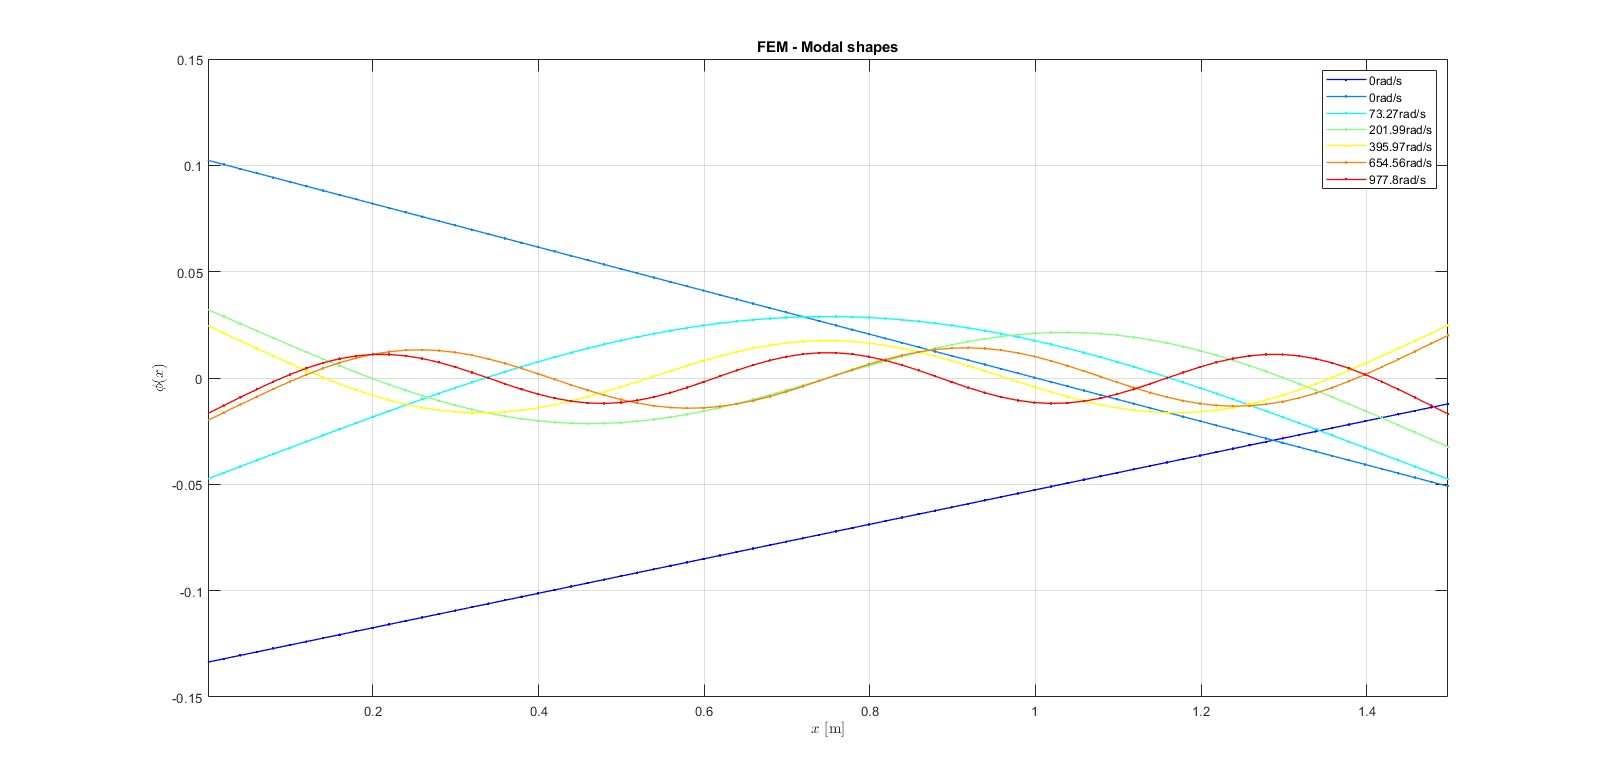 FEM - Modal shapes
0.15
0.1
0.05
0
-0.05
-0.1
-0.15
ϕ(x)
0rad/s
0rad/s
73.27rad/s
201.99rad/s
395.97rad/s
654.56rad/s
977.8rad/s
0.2 0.4 0.6 0.8 1 1.2 1.4
x [m]